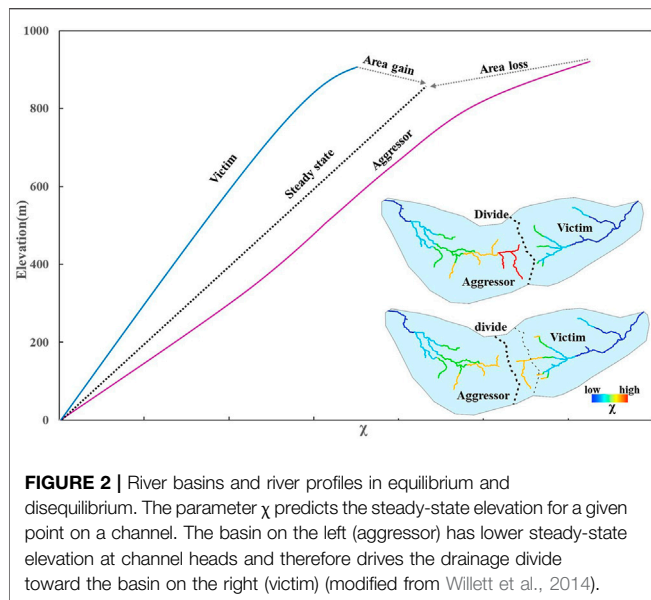 1000
800
600
400
200
0
Elevation(m)
χ
Victim
Steady state
Aggressor
Area gain
Area loss
Divide
Victim
Aggressor
divide
Victim
Aggressor
low high
χ
FIGURE 2 | River basins and river profiles in equilibrium and
disequilibrium. The parameter χ predicts the steady-state elevation for a given
point on a channel. The basin on the left (aggressor) has lower steady-state
elevation at channel heads and therefore drives the drainage divide
toward the basin on the right (victim) (modified from Willett et al., 2014).